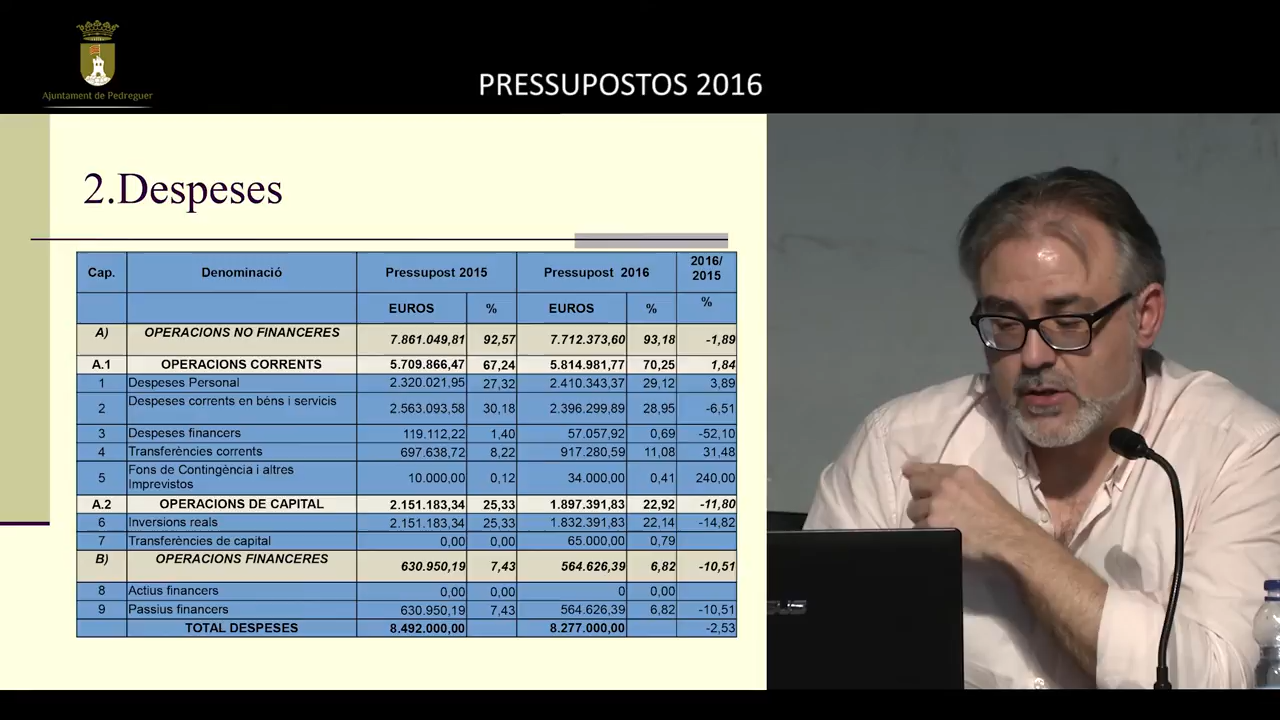 Ajuntament de Pedreguer
PRESSUPOSTOS 2016
2.Despeses
Cap. Denominació Pressupost 2015 Pressupost 2016 2016/
2015
EUROS % EUROS % %
A) OPERACIONS NO FINANCERES 7.861.049,81 92,57 7.712.373,60 93,18 -1,89
A.1 OPERACIONS CORRENTS 5.709.866,47 67,24 5.814.981,77 70,25 1,84
1 Despeses Personal 2.320.021,95 27,32 2.410.343,37 29,12 3,89
2 Despeses corrents en béns i servicis 2.563.093,58 30,18 2.396.299,89 28,95 -6,51
3 Despeses financers 119.112,22 1,40 57.057,92 0,69 -52,10
4 Transferències corrents 697.638,72 8,22 917.280,59 11,08 31,48
5 Fons de Contingència i altres
Imprevistos 10.000,00 0,12 34.000,00 0,41 240,00
A.2 OPERACIONS DE CAPITAL 2.151.183,34 25,33 1.897.391,83 22,92 -11,80
6 Inversions reals 2.151.183,34 25,33 1.832.391,83 22,14 -14,82
7 Transferències de capital 0,00 0,00 65.000,00 0,79
B) OPERACIONS FINANCERES 630.950,19 7,43 564.626,39 6,82 -10,51
8 Actius financers 0,00 0,00 0 0,00
9 Passius financers 630.950,19 7,43 564.626,39 6,82 -10,51
TOTAL DESPESES 8.492.000,00 8.277.000,00 -2,53